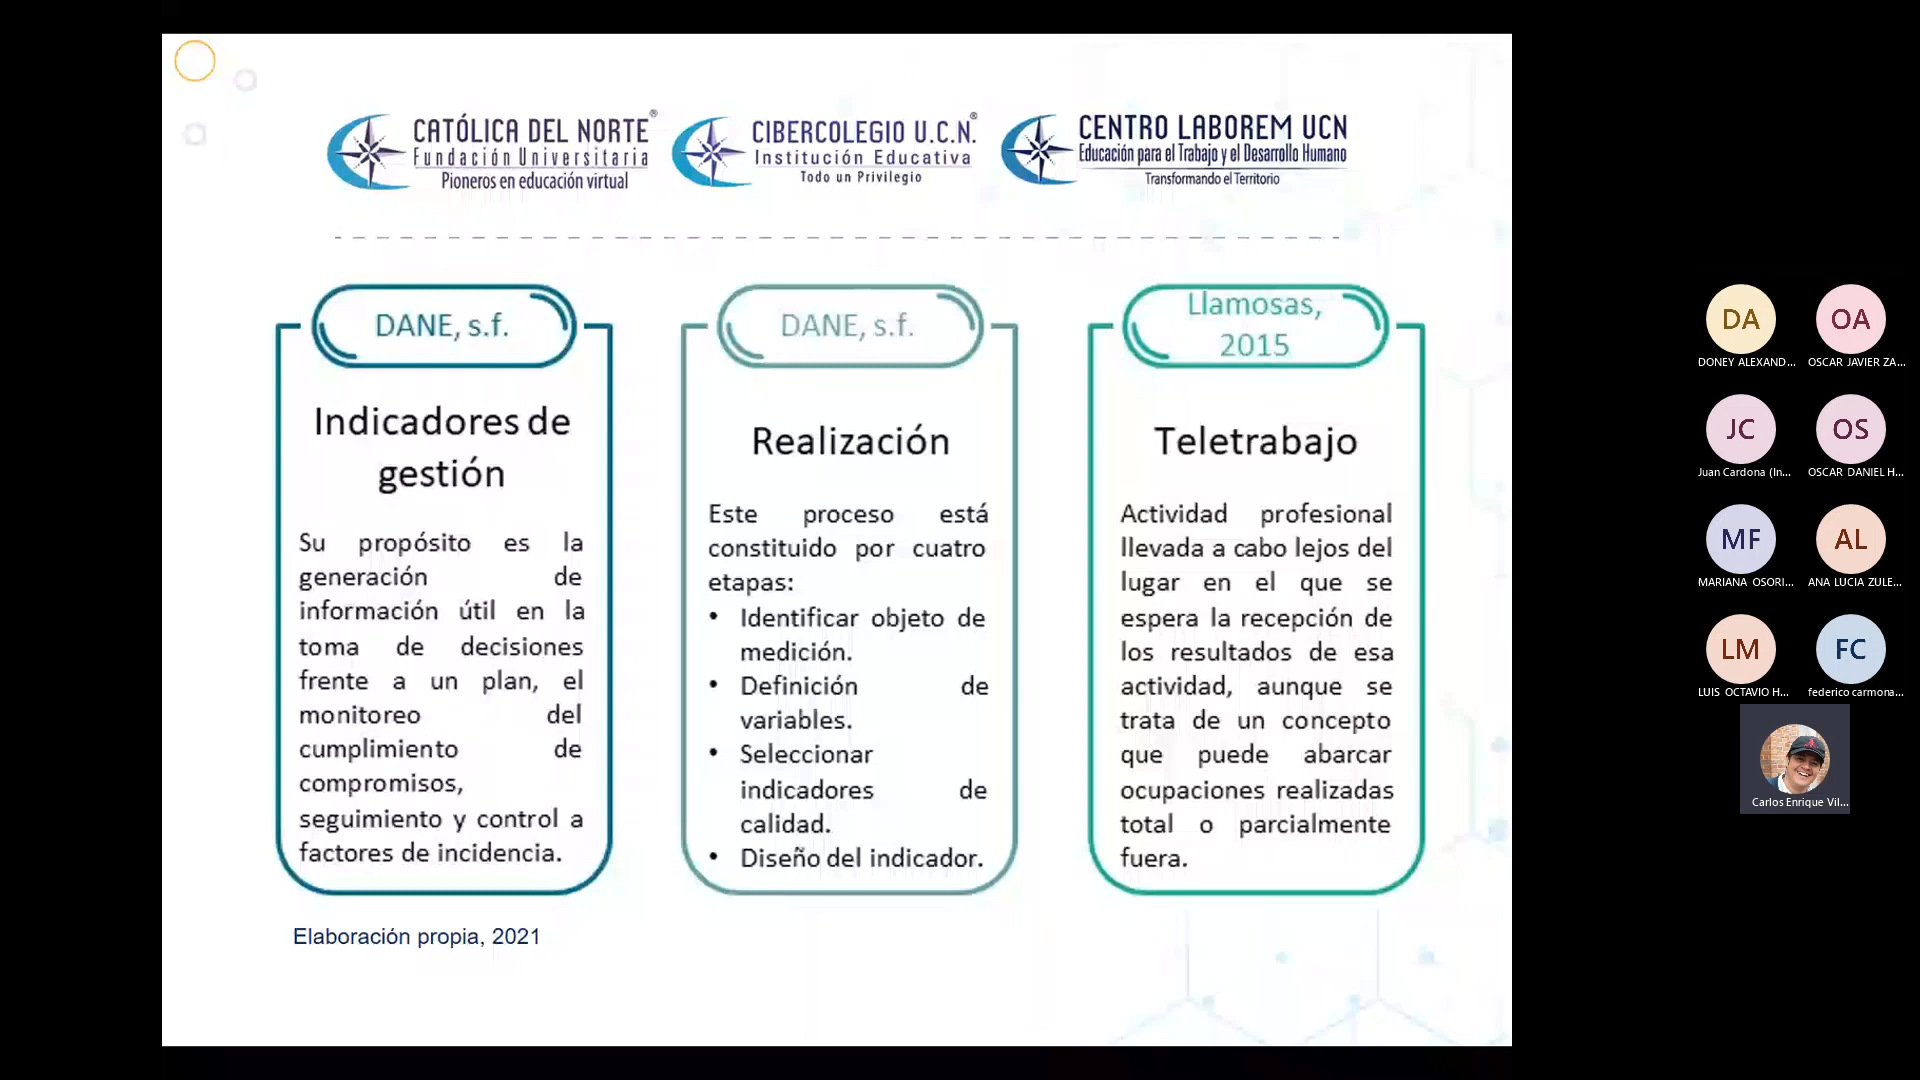 CATÓLICA DEL NORTE®
Fundación Universitaria
Pioneros en educación virtual
CIBERCOLEGIO U.C.N.®
Institución Educativa
Todo un Privilegio
CENTRO LABOREM UCN
Educación para el Trabajo y el Desarrollo Humano
Transformando el Territorio
DANE, s.f.
Indicadores de
gestión
Su propósito es la
generación de
información útil en la
toma de decisiones
frente a un plan, el
monitoreo del
cumplimiento de
compromisos,
seguimiento y control a
factores de incidencia.
DANE, s.f.
Realización
Este proceso está
constituido por cuatro
etapas:
• Identificar objeto de
medición.
• Definición de
variables.
• Seleccionar
indicadores de
calidad.
• Diseño del indicador.
Llamosas,
2015
Teletrabajo
Actividad profesional
llevada a cabo lejos del
lugar en el que se
espera la recepción de
los resultados de esa
actividad, aunque se
trata de un concepto
que puede abarcar
ocupaciones realizadas
total o parcialmente
fuera.
Elaboración propia, 2021
DA
DONEY ALEXAND...
OA
OSCAR JAVIER ZA...
JC
Juan Cardona (In...
OS
OSCAR DANIEL H...
MF
MARIANA OSORI...
AL
ANA LUCIA ZULE...
LM
LUIS OCTAVIO H...
FC
federico carmona...
Carlos Enrique Vil...